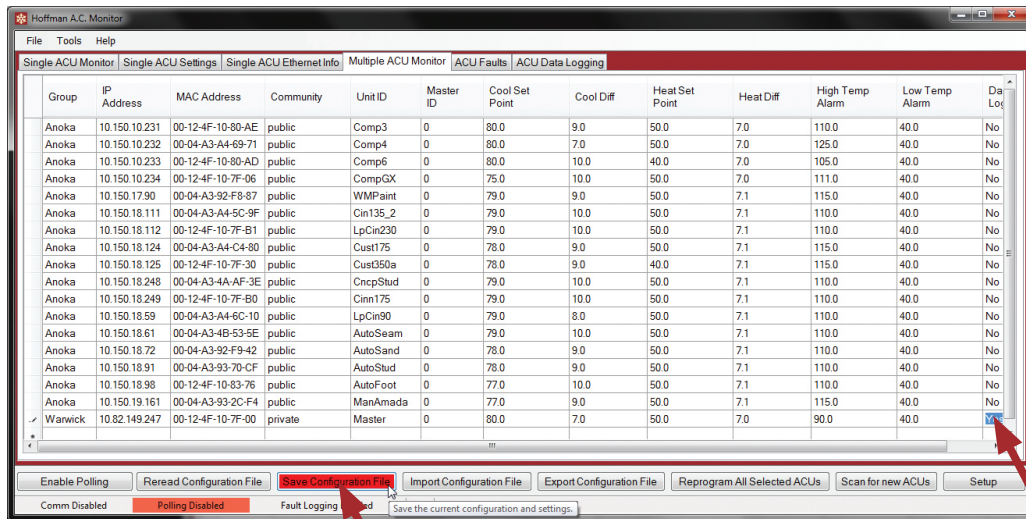 Hoffman A.C. Monitor
File Tools Help
Single ACU Monitor Single ACU Settings Single ACU Ethernet Info Multiple ACU Monitor ACU Faults ACU Data Logging
Group IP Address MAC Address Community Unit ID Master ID Cool Set Point Cool Diff Heat Set Point Heat Diff High Temp Alarm Low Temp Alarm
Anoka 10.150.10.231 00-12-4F-10-80-AE public Comp3 0 80.0 9.0 50.0 7.0 110.0 40.0 No
Anoka 10.150.10.232 00-04-A3-A4-69-71 public Comp4 0 80.0 7.0 50.0 7.0 125.0 40.0 No
Anoka 10.150.10.233 00-12-4F-10-80-AD public Comp6 0 80.0 10.0 40.0 7.0 105.0 40.0 No
Anoka 10.150.10.234 00-12-4F-10-7F-06 public CompGX 0 75.0 10.0 50.0 7.0 111.0 40.0 No
Anoka 10.150.17.90 00-04-A3-92-F8-87 public WMPaint 0 79.0 9.0 50.0 7.1 115.0 40.0 No
Anoka 10.150.18.111 00-04-A3-A4-5C-9F public Cin135_2 0 79.0 10.0 50.0 7.1 110.0 40.0 No
Anoka 10.150.18.112 00-12-4F-10-7F-B1 public LpCin230 0 79.0 10.0 50.0 7.1 110.0 40.0 No
Anoka 10.150.18.124 00-04-A3-A4-C4-80 public Cust175 0 78.0 9.0 50.0 7.1 115.0 40.0 No
Anoka 10.150.18.125 00-12-4F-10-7F-30 public Cust350a 0 78.0 9.0 40.0 7.1 115.0 40.0 No
Anoka 10.150.18.248 00-04-A3-4A-AF-3E public CncpStud 0 79.0 10.0 50.0 7.1 110.0 40.0 No
Anoka 10.150.18.249 00-12-4F-10-7F-B0 public Cinn175 0 79.0 10.0 50.0 7.1 110.0 40.0 No
Anoka 10.150.18.59 00-04-A3-A4-6C-10 public LpCin90 0 79.0 8.0 50.0 7.1 110.0 40.0 No
Anoka 10.150.18.61 00-04-A3-4B-53-5E public AutoSeam 0 79.0 10.0 50.0 7.1 110.0 40.0 No
Anoka 10.150.18.72 00-04-A3-92-F9-42 public AutoSand 0 78.0 9.0 50.0 7.1 110.0 40.0 No
Anoka 10.150.18.91 00-04-A3-93-70-CF public AutoStud 0 78.0 9.0 50.0 7.1 110.0 40.0 No
Anoka 10.150.18.98 00-12-4F-10-83-76 public AutoFoot 0 77.0 10.0 50.0 7.1 110.0 40.0 No
Anoka 10.150.19.161 00-04-A3-93-2C-F4 public ManAmada 0 77.0 9.0 50.0 7.1 115.0 40.0 No
Warwick 10.82.149.247 00-12-4F-10-7F-00 private Master 0 80.0 7.0 50.0 7.0 90.0 40.0
Enable Polling Reread Configuration File Save Configuration File Import Configuration File Export Configuration File Reprogram All Selected ACUs Scan for new ACUs Setup
Comm Disabled Polling Disabled Fault Logging
Save the current configuration and settings.